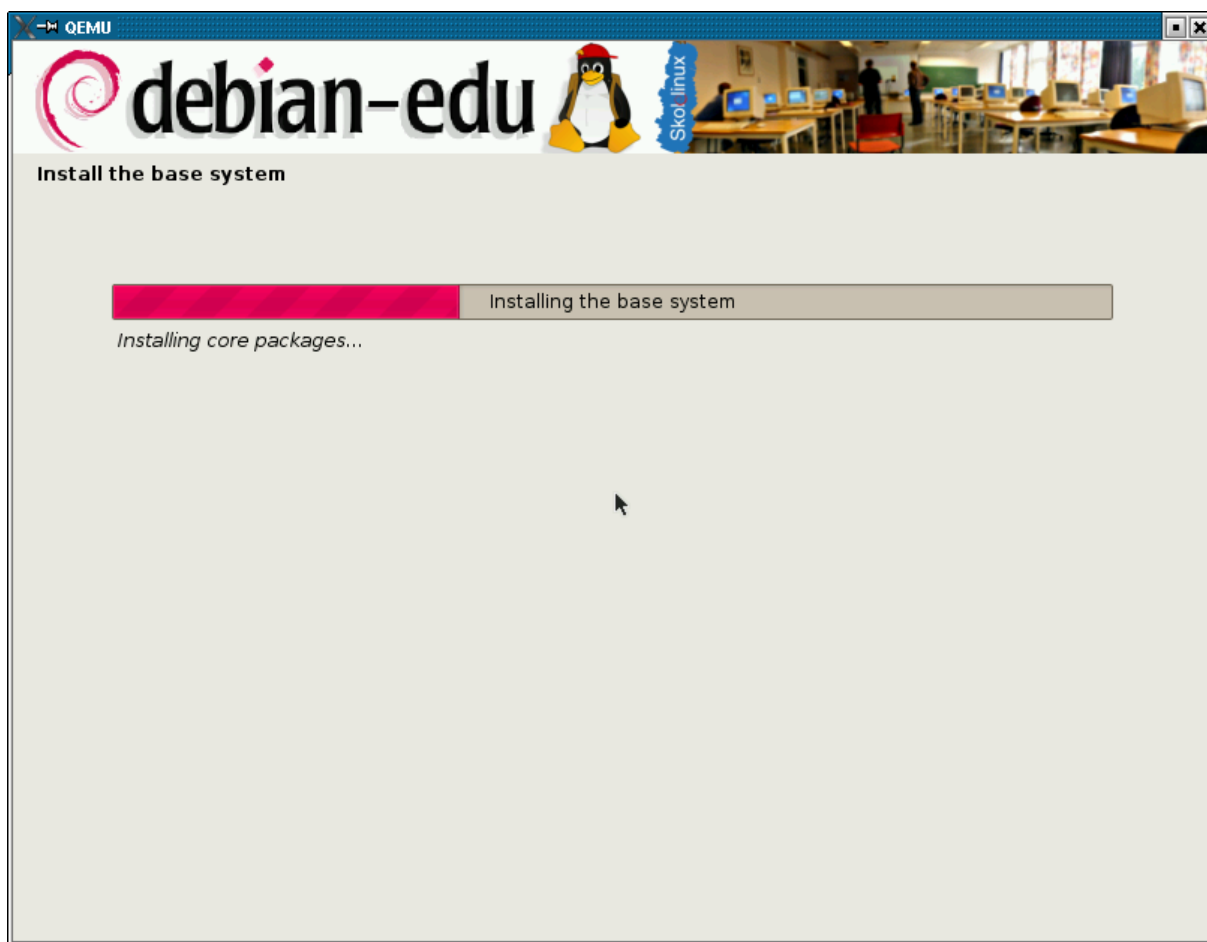 QEMU
debian-edu
Skolelinux
Install the base system
Installing the base system
Installing core packages...